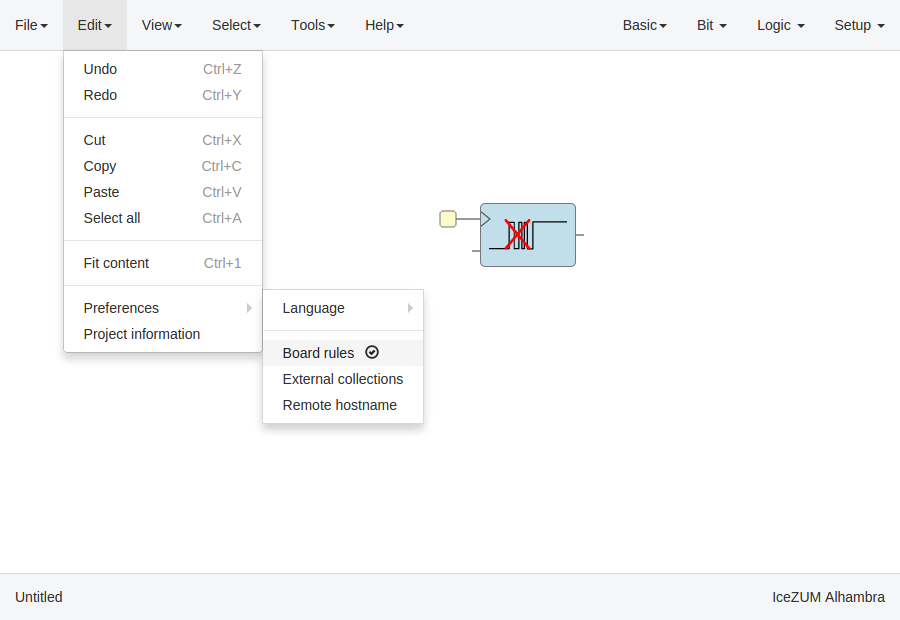 File Edit View Select Tools Help Basic Bit Logic Setup
Undo Ctrl+Z
Redo Ctrl+Y
Cut Ctrl+X
Copy Ctrl+C
Paste Ctrl+V
Select all Ctrl+A
Fit content Ctrl+1
Preferences
Project information
Language
Board rules
External collections
Remote hostname
Untitled IceZUM Alhambra